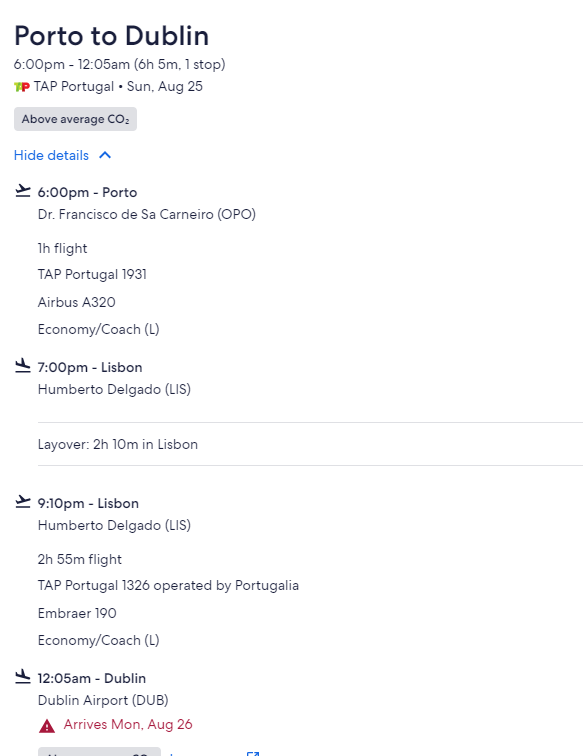 Porto to Dublin
6:00pm - 12:05am (6h 5m, 1 stop)
TP TAP Portugal • Sun, Aug 25
Above average CO₂
Hide details
6:00pm - Porto
Dr. Francisco de Sa Carneiro (OPO)
1h flight
TAP Portugal 1931
Airbus A320
Economy/Coach (L)
7:00pm - Lisbon
Humberto Delgado (LIS)
Layover: 2h 10m in Lisbon
9:10pm - Lisbon
Humberto Delgado (LIS)
2h 55m flight
TAP Portugal 1326 operated by Portugalia
Embraer 190
Economy/Coach (L)
12:05am - Dublin
Dublin Airport (DUB)
Arrives Mon, Aug 26